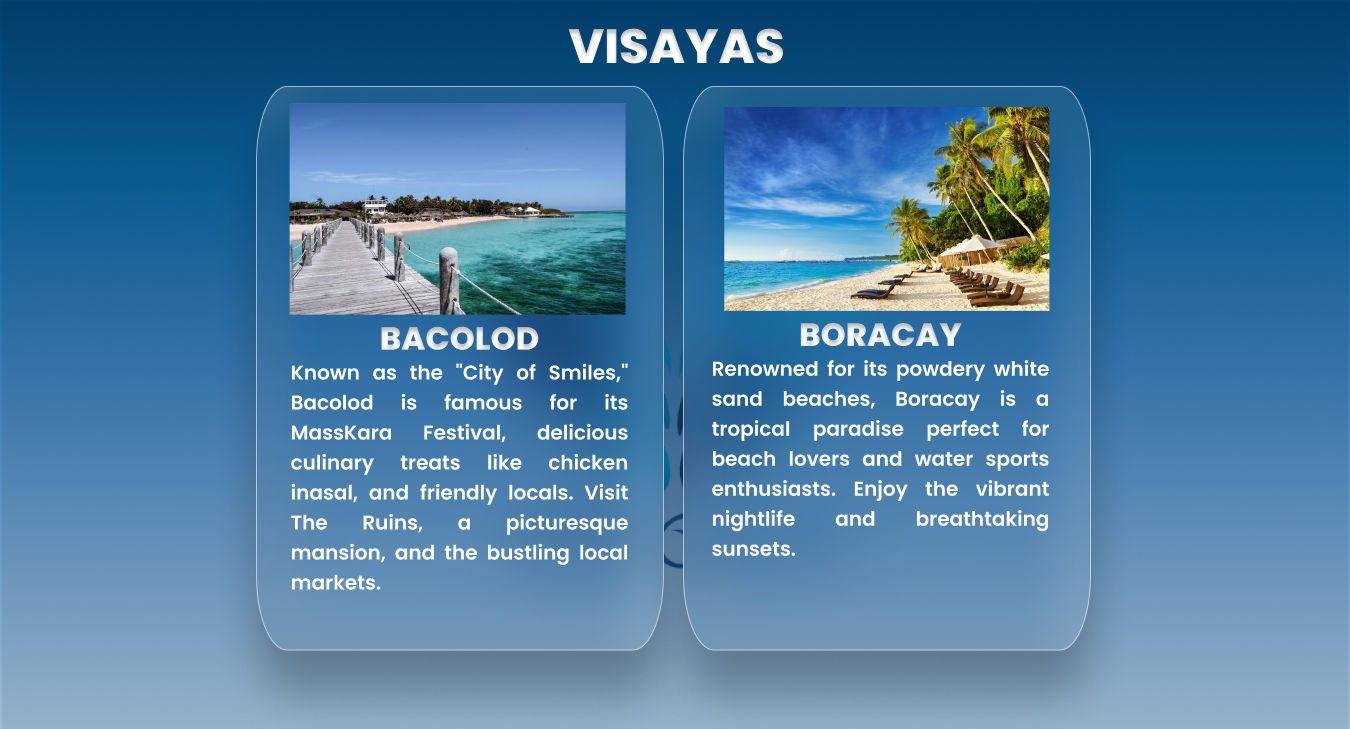 VISAYAS
BACOLOD
Known as the "City of Smiles,"
Bacolod is famous for its
MassKara Festival, delicious
culinary treats like chicken
inasal, and friendly locals. Visit
The Ruins, a picturesque
mansion, and the bustling local
markets.
BORACAY
Renowned for its powdery white
sand beaches, Boracay is a
tropical paradise perfect for
beach lovers and water sports
enthusiasts. Enjoy the vibrant
nightlife and breathtaking
sunsets.